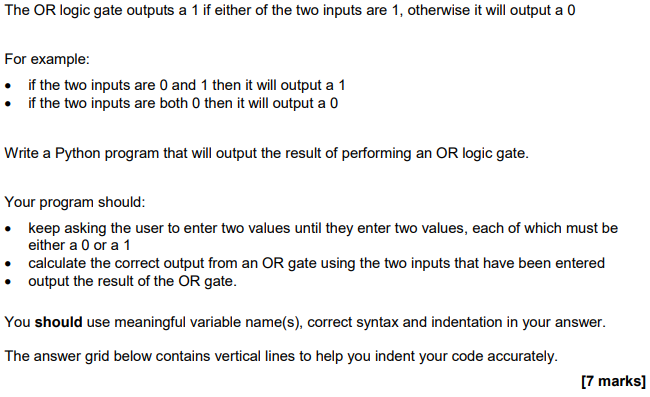 The OR logic gate outputs a 1 if either of the two inputs are 1, otherwise it will output a 0
For example:
• if the two inputs are 0 and 1 then it will output a 1
• if the two inputs are both 0 then it will output a 0
Write a Python program that will output the result of performing an OR logic gate.
Your program should:
• keep asking the user to enter two values until they enter two values, each of which must be
either a 0 or a 1
• calculate the correct output from an OR gate using the two inputs that have been entered
• output the result of the OR gate.
You should use meaningful variable name(s), correct syntax and indentation in your answer.
The answer grid below contains vertical lines to help you indent your code accurately.
[7 marks]